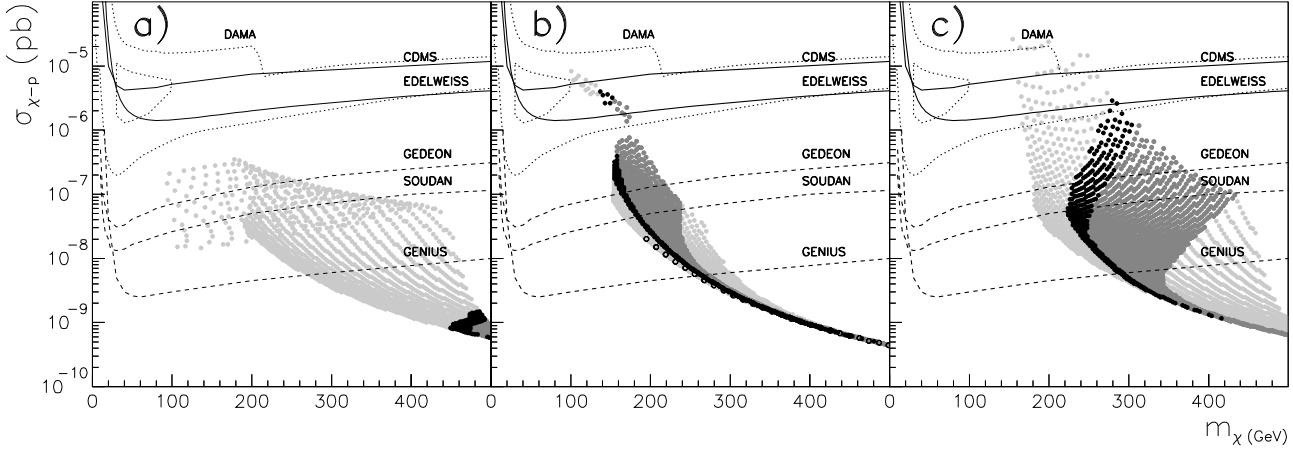 σχ-p (pb)
a)
DAMA
CDMS
EDELWEISS
GEDEON
SOUDAN
GENIUS
b)
DAMA
CDMS
EDELWEISS
GEDEON
SOUDAN
GENIUS
c)
DAMA
CDMS
EDELWEISS
GEDEON
SOUDAN
GENIUS
10⁻⁵
10⁻⁶
10⁻⁷
10⁻⁸
10⁻⁹
10⁻¹⁰
0 100 200 300 400 0 100 200 300 400 0 100 200 300 400
mχ (GeV)